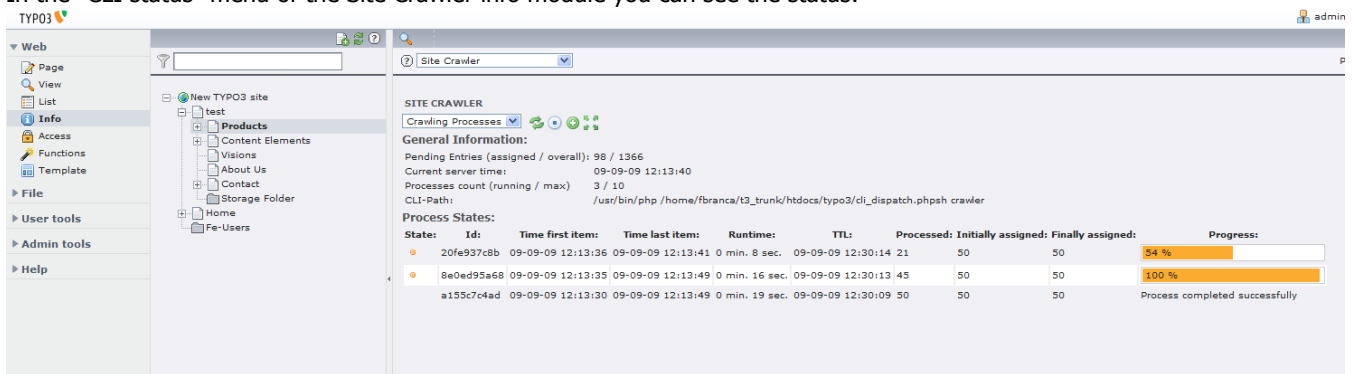 In the "CLI status" menu of the Site Crawler info module you can see the status:
TYPO3
admin
Web
Page
View
List
Info
Access
Functions
Template
File
User tools
Admin tools
Help
New TYPO3 site
test
Products
Content Elements
Visions
About Us
Contact
Storage Folder
Home
Fe-Users
Site Crawler
P
SITE CRAWLER
Crawling Processes
General Information:
Pending Entries (assigned / overall): 98 / 1366
Current server time: 09-09-09 12:13:40
Processes count (running / max) 3 / 10
CLI-Path: /usr/bin/php /home/fbranca/t3_trunk/htdocs/typo3/cli_dispatch.phpsh crawler
Process States:
State: Id: Time first item: Time last item: Runtime: TTL: Processed: Initially assigned: Finally assigned: Progress:
20fe937c8b 09-09-09 12:13:36 09-09-09 12:13:41 0 min. 8 sec. 09-09-09 12:30:14 21 50 50 54 %
8e0ed95a68 09-09-09 12:13:35 09-09-09 12:13:49 0 min. 16 sec. 09-09-09 12:30:13 45 50 50 100 %
a155c7c4ad 09-09-09 12:13:30 09-09-09 12:13:49 0 min. 19 sec. 09-09-09 12:30:09 50 50 50 Process completed successfully